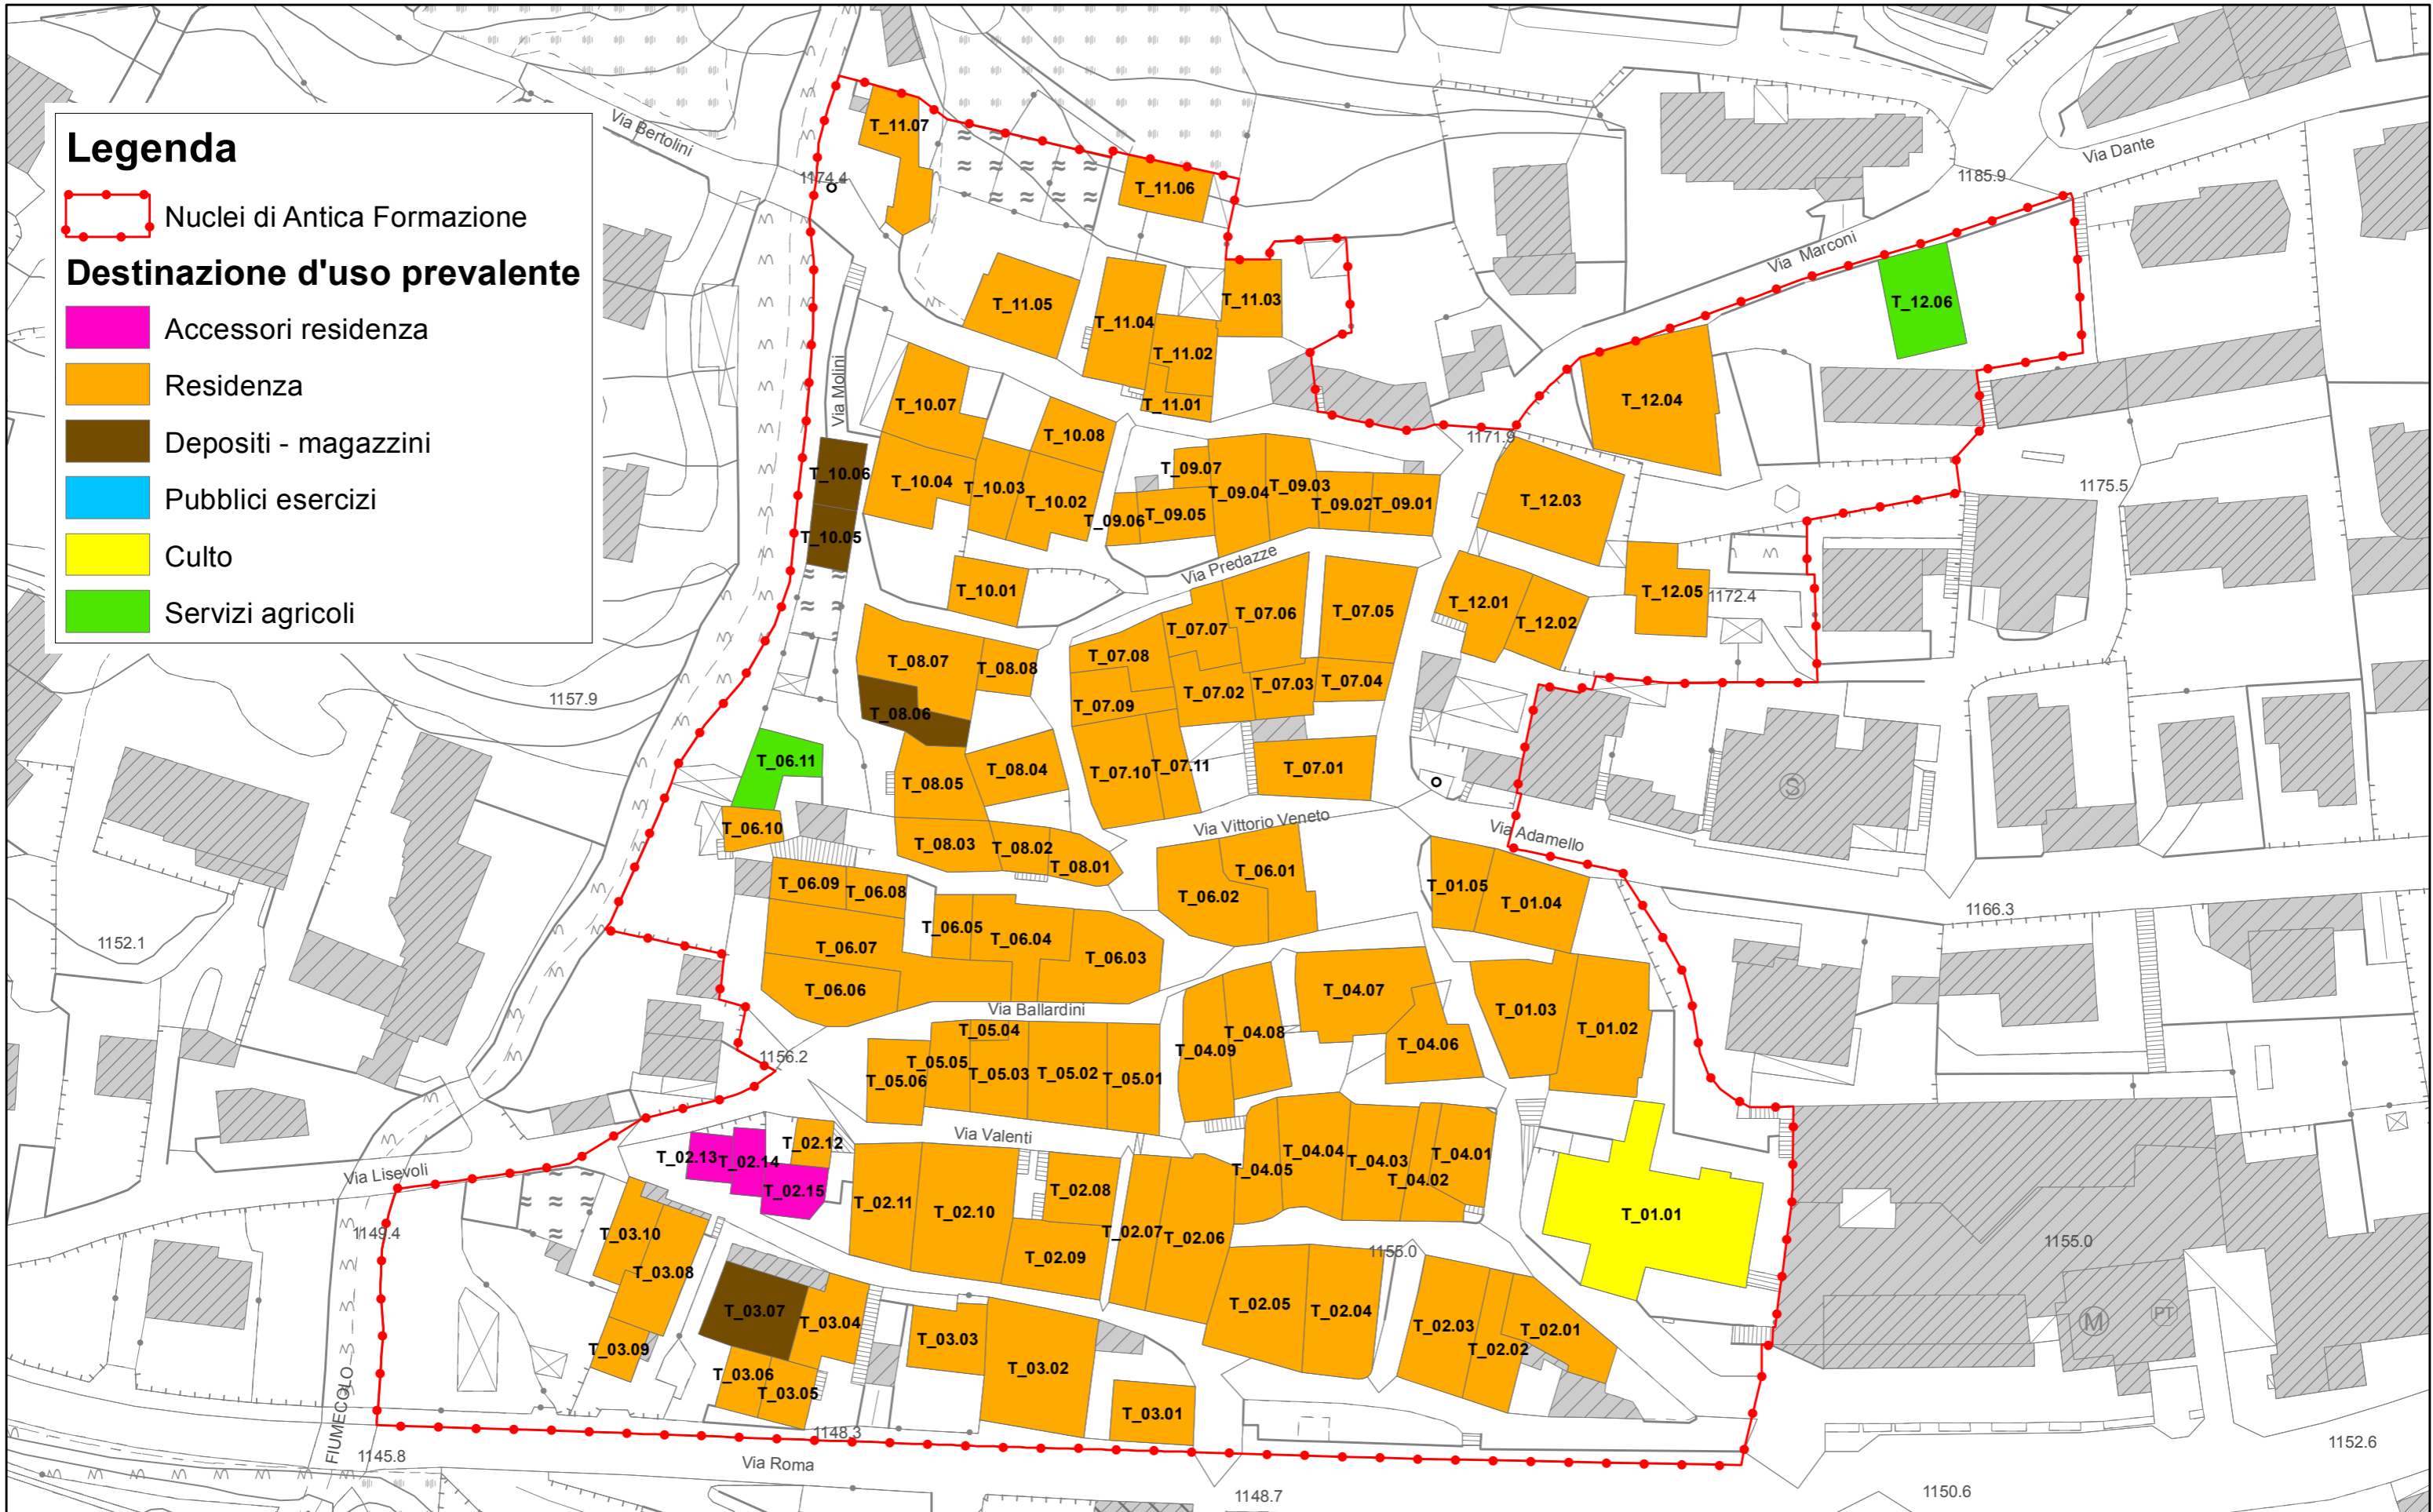 Legenda
Nuclei di Antica Formazione
Destinazione d'uso prevalente
Accessori residenza
Residenza
Depositi - magazzini
Pubblici esercizi
Culto
Servizi agricoli
Via Bertolini
T_11.07
1174.4
T_11.06
Via Dante
1185.9
Via Marconi
T_12.06
T_11.05
T_11.04
T_11.03
T_11.02
T_11.01
Via Molini
T_10.07
T_10.08
T_12.04
1171.9
T_10.06
T_10.04
T_10.03
T_10.02
T_09.07
T_09.04
T_09.03
T_09.02
T_09.01
T_09.06
T_09.05
T_12.03
1175.5
T_10.05
Via Predazze
T_10.01
T_07.06
T_07.05
T_07.07
T_12.01
T_12.02
T_12.05
1172.4
T_08.07
T_08.08
T_07.08
T_07.02
T_07.03
T_07.04
T_07.09
1157.9
T_08.06
T_06.11
T_08.05
T_08.04
T_07.10
T_07.11
T_07.01
S
T_06.10
Via Vittorio Veneto
Via Adamello
T_08.03
T_08.02
T_08.01
T_06.01
T_06.02
T_01.05
T_01.04
1166.3
T_06.09
T_06.08
T_06.05
T_06.04
T_06.03
T_06.07
T_06.06
1152.1
Via Ballardini
T_04.07
T_01.03
T_01.02
T_04.08
T_04.09
T_04.06
1156.2
T_05.04
T_05.05
T_05.06
T_05.03
T_05.02
T_05.01
Via Valenti
T_02.12
T_02.13
T_02.14
T_02.15
Via Lisevoli
T_04.05
T_04.04
T_04.03
T_04.02
T_04.01
T_02.11
T_02.10
T_02.08
T_02.07
T_02.06
T_02.09
T_01.01
1149.4
T_03.10
T_03.08
1155.0
1155.0
T_03.07
T_03.04
T_03.03
T_03.02
T_02.05
T_02.04
T_02.03
T_02.02
T_02.01
M
PT
T_03.09
T_03.06
T_03.05
T_03.01
FIUMECOLO
1148.3
1145.8
Via Roma
1148.7
1150.6
1152.6